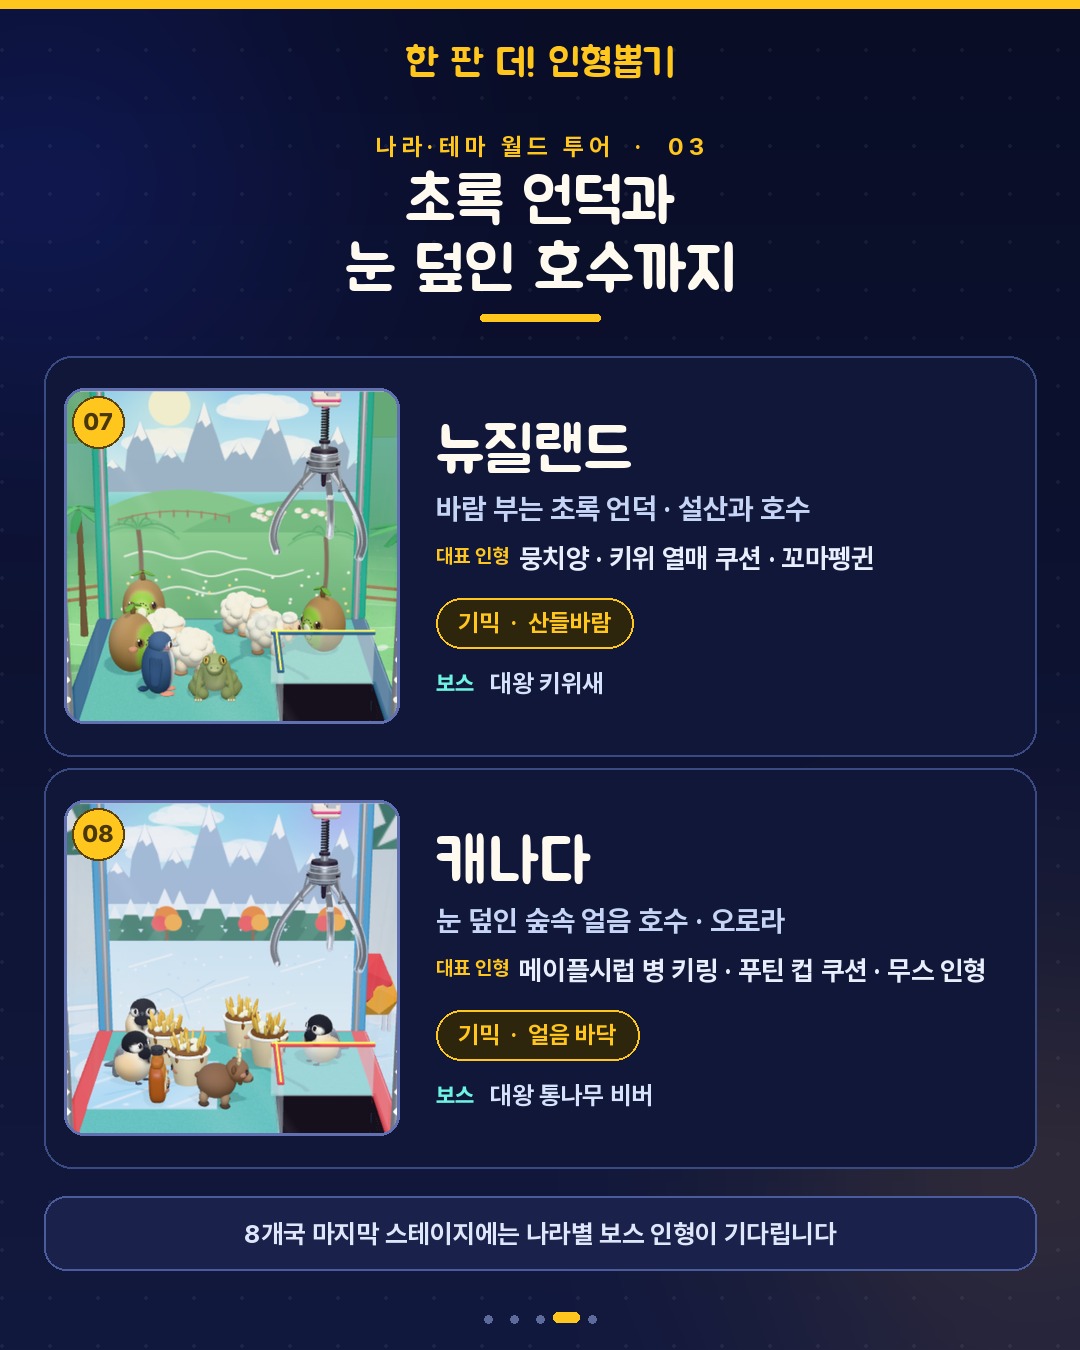 한 판 더! 인형뽑기
나라·테마 월드 투어 · 03
초록 언덕과
눈 덮인 호수까지
07
뉴질랜드
바람 부는 초록 언덕 · 설산과 호수
대표 인형 뭉치양 · 키위 열매 쿠션 · 꼬마펭귄
기믹 · 산들바람
보스 대왕 키위새
08
캐나다
눈 덮인 숲속 얼음 호수 · 오로라
대표 인형 메이플시럽 병 키링 · 푸틴 컵 쿠션 · 무스 인형
기믹 · 얼음 바닥
보스 대왕 통나무 비버
8개국 마지막 스테이지에는 나라별 보스 인형이 기다립니다